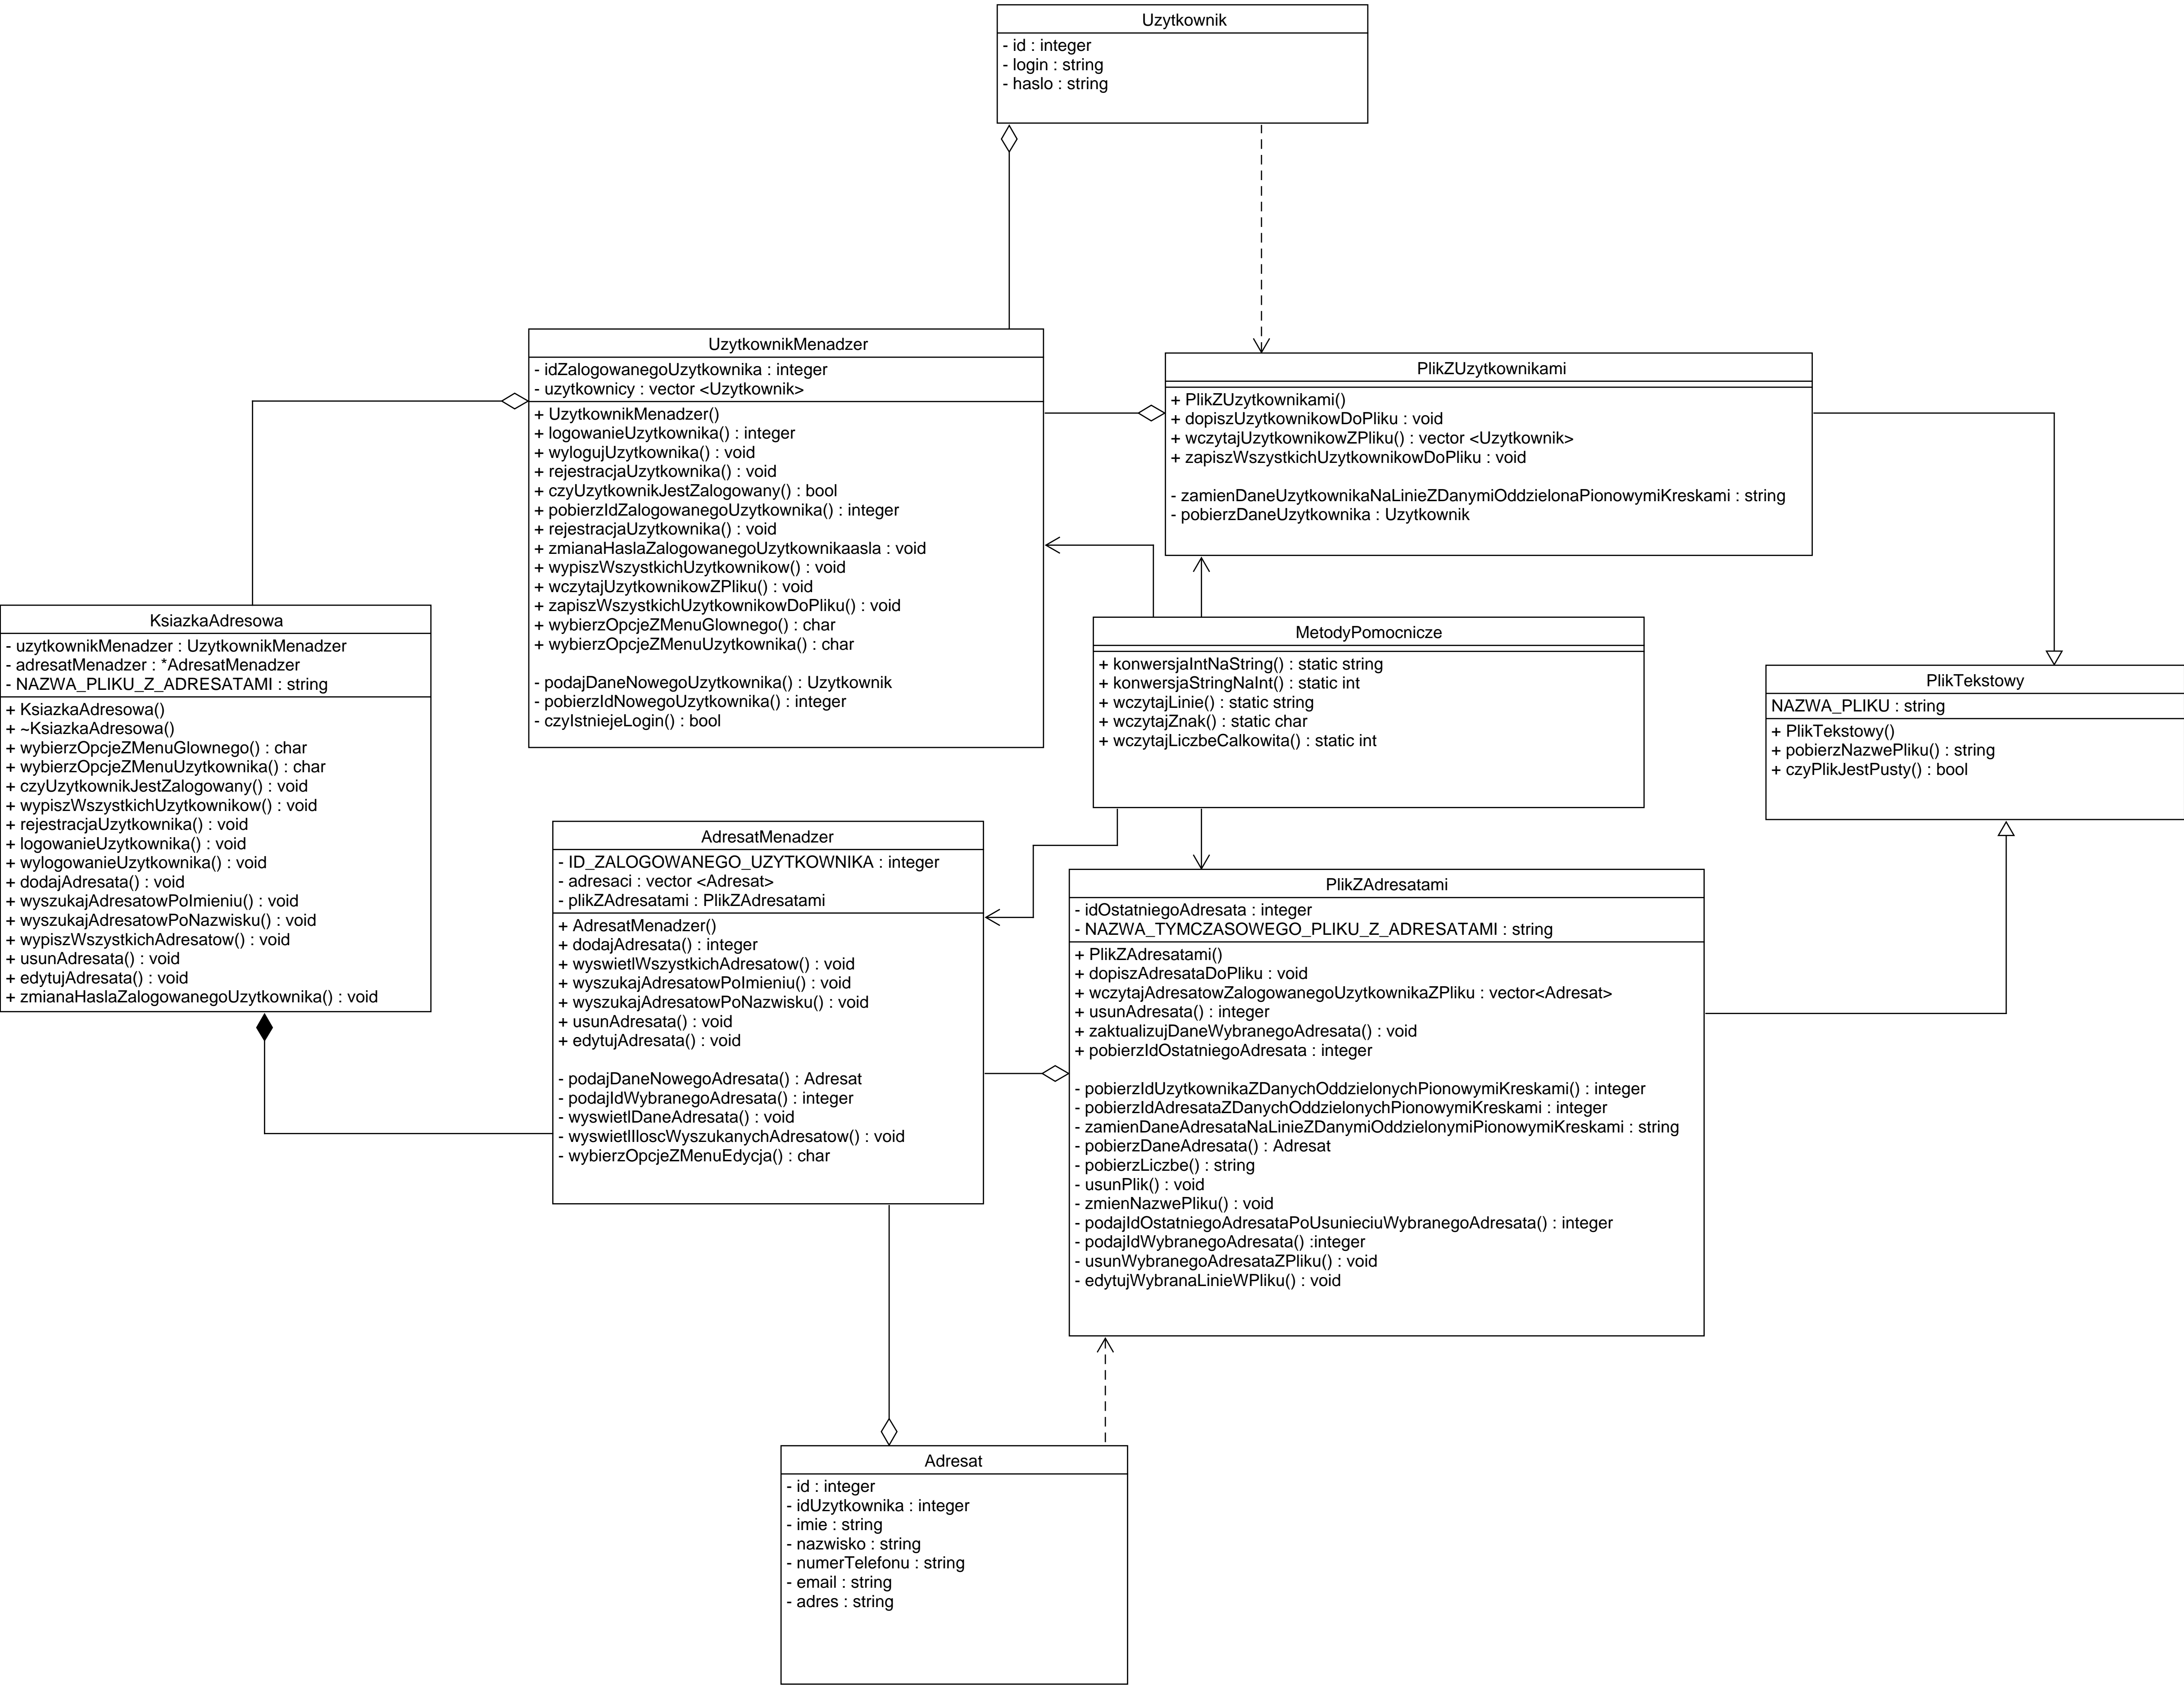 Uzytkownik
- id : integer
- login : string
- haslo : string
UzytkownikMenadzer
- idZalogowanegoUzytkownika : integer
- uzytkownicy : vector <Uzytkownik>
+ UzytkownikMenadzer()
+ logowanieUzytkownika() : integer
+ wylogujUzytkownika() : void
+ rejestracjaUzytkownika() : void
+ czyUzytkownikJestZalogowany() : bool
+ pobierzIdZalogowanegoUzytkownika() : integer
+ rejestracjaUzytkownika() : void
+ zmianaHaslaZalogowanegoUzytkownikaasla : void
+ wypiszWszystkichUzytkownikow() : void
+ wczytajUzytkownikowZPliku() : void
+ zapiszWszystkichUzytkownikowDoPliku() : void
+ wybierzOpcjeZMenuGlownego() : char
+ wybierzOpcjeZMenuUzytkownika() : char
- podajDaneNowegoUzytkownika() : Uzytkownik
- pobierzIdNowegoUzytkownika() : integer
- czyIstniejeLogin() : bool
PlikZUzytkownikami
+ PlikZUzytkownikami()
+ dopiszUzytkownikowDoPliku : void
+ wczytajUzytkownikowZPliku() : vector <Uzytkownik>
+ zapiszWszystkichUzytkownikowDoPliku : void
- zamienDaneUzytkownikaNaLinieZDanymiOddzielonaPionowymiKreskami : string
- pobierzDaneUzytkownika : Uzytkownik
KsiazkaAdresowa
- uzytkownikMenadzer : UzytkownikMenadzer
- adresatMenadzer : *AdresatMenadzer
- NAZWA_PLIKU_Z_ADRESATAMI : string
+ KsiazkaAdresowa()
+ ~KsiazkaAdresowa()
+ wybierzOpcjeZMenuGlownego() : char
+ wybierzOpcjeZMenuUzytkownika() : char
+ czyUzytkownikJestZalogowany() : void
+ wypiszWszystkichUzytkownikow() : void
+ rejestracjaUzytkownika() : void
+ logowanieUzytkownika() : void
+ wylogowanieUzytkownika() : void
+ dodajAdresata() : void
+ wyszukajAdresatowPoImieniu() : void
+ wyszukajAdresatowPoNazwisku() : void
+ wypiszWszystkichAdresatow() : void
+ usunAdresata() : void
+ edytujAdresata() : void
+ zmianaHaslaZalogowanegoUzytkownika() : void
MetodyPomocnicze
+ konwersjaIntNaString() : static string
+ konwersjaStringNaInt() : static int
+ wczytajLinie() : static string
+ wczytajZnak() : static char
+ wczytajLiczbeCalkowita() : static int
PlikTekstowy
NAZWA_PLIKU : string
+ PlikTekstowy()
+ pobierzNazwePliku() : string
+ czyPlikJestPusty() : bool
AdresatMenadzer
- ID_ZALOGOWANEGO_UZYTKOWNIKA : integer
- adresaci : vector <Adresat>
- plikZAdresatami : PlikZAdresatami
+ AdresatMenadzer()
+ dodajAdresata() : integer
+ wyswietlWszystkichAdresatow() : void
+ wyszukajAdresatowPoImieniu() : void
+ wyszukajAdresatowPoNazwisku() : void
+ usunAdresata() : void
+ edytujAdresata() : void
- podajDaneNowegoAdresata() : Adresat
- podajIdWybranegoAdresata() : integer
- wyswietlDaneAdresata() : void
- wyswietlIloscWyszukanychAdresatow() : void
- wybierzOpcjeZMenuEdycja() : char
PlikZAdresatami
- idOstatniegoAdresata : integer
- NAZWA_TYMCZASOWEGO_PLIKU_Z_ADRESATAMI : string
+ PlikZAdresatami()
+ dopiszAdresataDoPliku : void
+ wczytajAdresatowZalogowanegoUzytkownikaZPliku : vector<Adresat>
+ usunAdresata() : integer
+ zaktualizujDaneWybranegoAdresata() : void
+ pobierzIdOstatniegoAdresata : integer
- pobierzIdUzytkownikaZDanychOddzielonychPionowymiKreskami() : integer
- pobierzIdAdresataZDanychOddzielonychPionowymiKreskami : integer
- zamienDaneAdresataNaLinieZDanymiOddzielonymiPionowymiKreskami : string
- pobierzDaneAdresata() : Adresat
- pobierzLiczbe() : string
- usunPlik() : void
- zmienNazwePliku() : void
- podajIdOstatniegoAdresataPoUsunieciuWybranegoAdresata() : integer
- podajIdWybranegoAdresata() :integer
- usunWybranegoAdresataZPliku() : void
- edytujWybranaLinieWPliku() : void
Adresat
- id : integer
- idUzytkownika : integer
- imie : string
- nazwisko : string
- numerTelefonu : string
- email : string
- adres : string